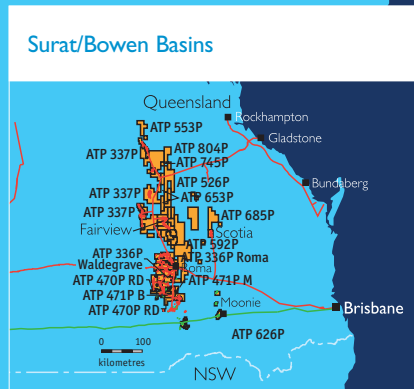 Surat/Bowen Basins
Queensland
Rockhampton
Gladstone
ATP 553P
ATP 804P
ATP 337P
ATP 745P
Bundaberg
ATP 526P
ATP 337P
ATP 653P
ATP 337P
ATP 685P
Fairview
Scotia
ATP 592P
ATP 336P
ATP 336P Roma
Waldegrave
Roma
ATP 470P RD
ATP 471P M
ATP 471P B
Moonie
ATP 470P RD
Brisbane
ATP 626P
0 100
kilometres
NSW